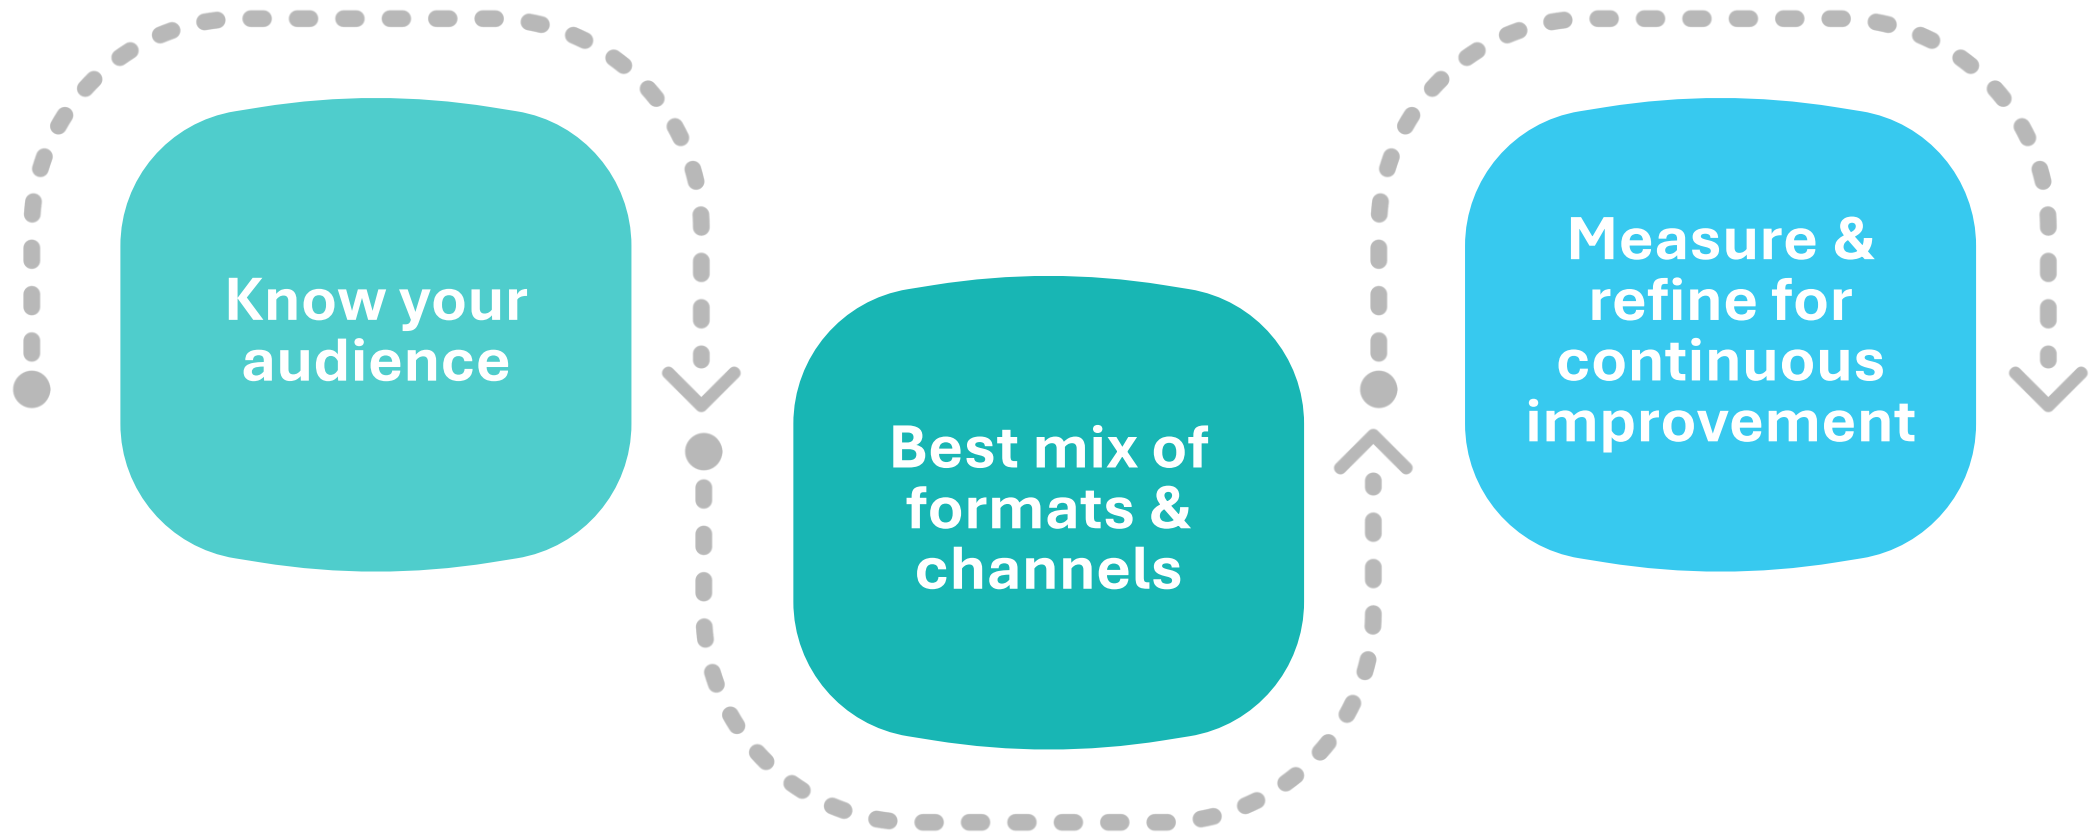 Know your
audience
Best mix of
formats &
channels
Measure &
refine for
continuous
improvement